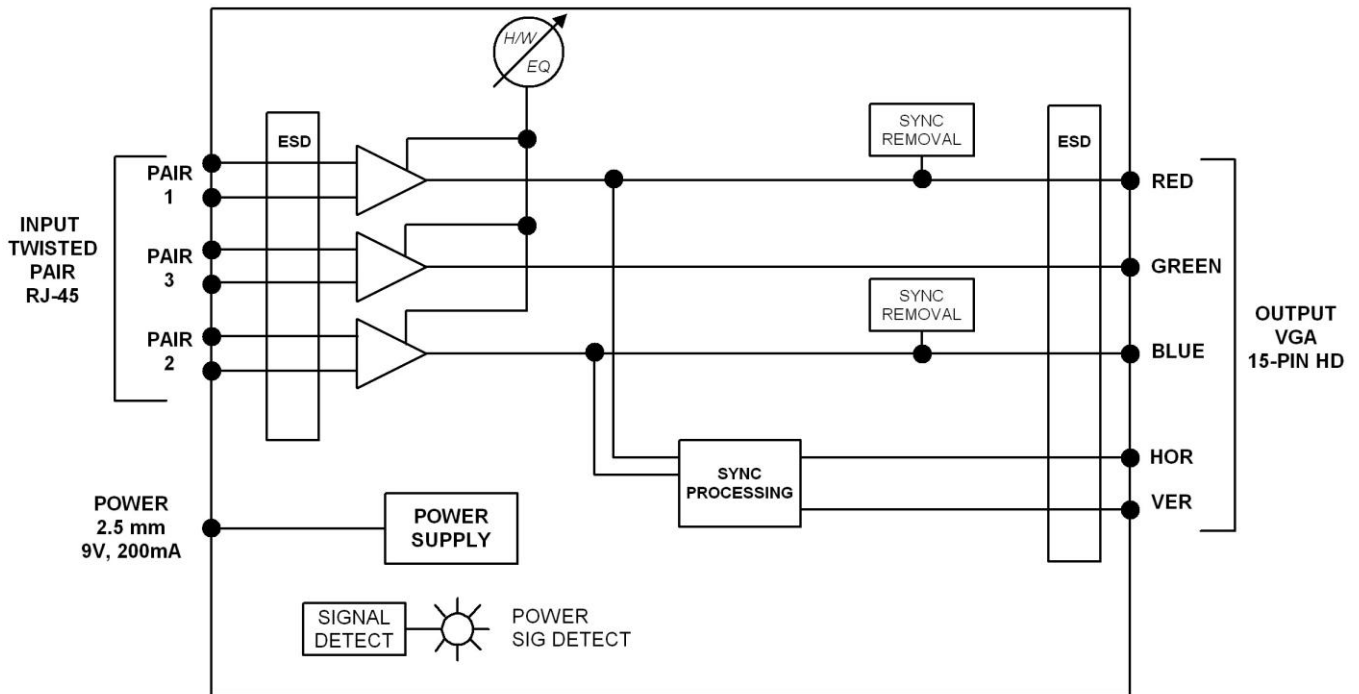 H/W
EQ
ESD
SYNC
REMOVAL
ESD
INPUT
TWISTED
PAIR
RJ-45
PAIR
1
PAIR
3
PAIR
2
RED
GREEN
SYNC
REMOVAL
BLUE
OUTPUT
VGA
15-PIN HD
SYNC
PROCESSING
HOR
VER
POWER
2.5 mm
9V, 200mA
POWER
SUPPLY
SIGNAL
DETECT
POWER
SIG DETECT